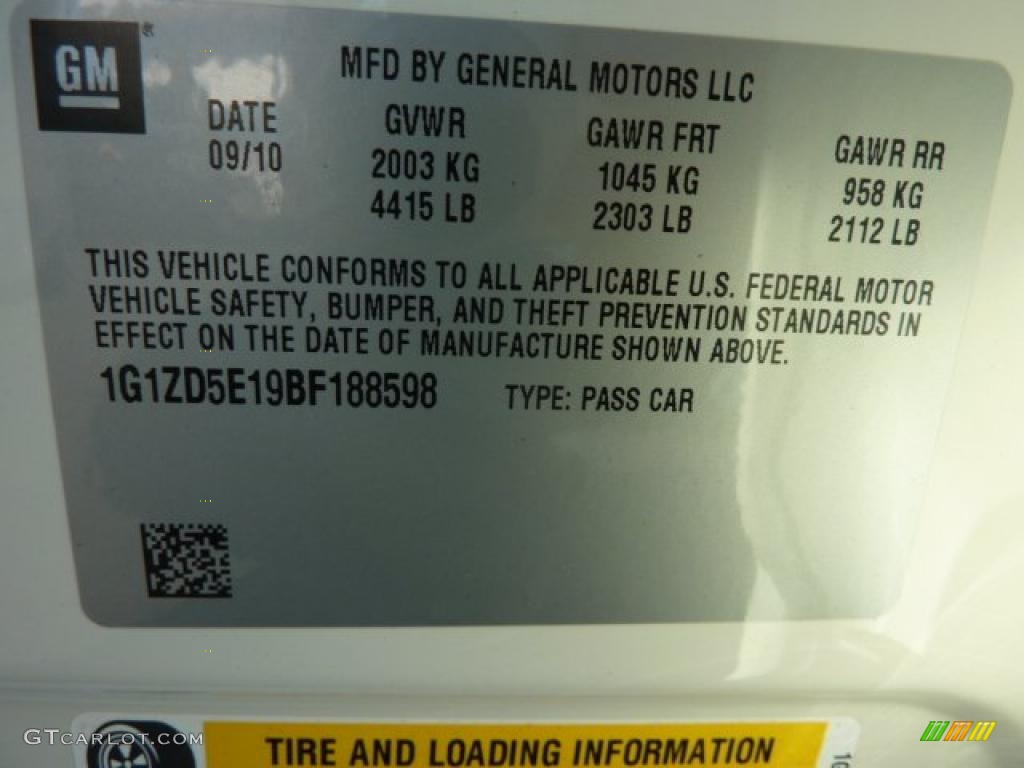 GM
MFD BY GENERAL MOTORS LLC
DATE GVWR GAWR FRT GAWR RR
09/10 2003 KG 1045 KG 958 KG
4415 LB 2303 LB 2112 LB
THIS VEHICLE CONFORMS TO ALL APPLICABLE U.S. FEDERAL MOTOR
VEHICLE SAFETY, BUMPER, AND THEFT PREVENTION STANDARDS IN
EFFECT ON THE DATE OF MANUFACTURE SHOWN ABOVE.
1G1ZD5E19BF188598 TYPE: PASS CAR
GTCARLOT.COM
TIRE AND LOADING INFORMATION